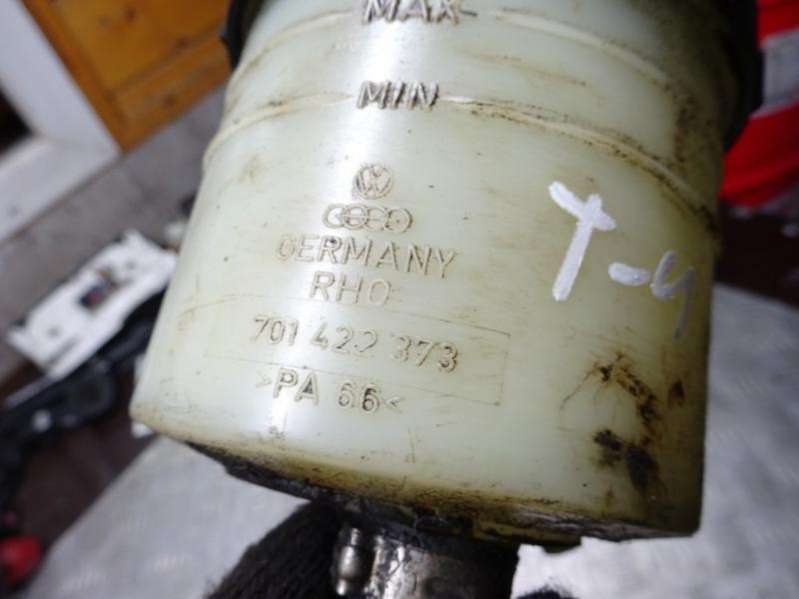 MAX
MIN
GERMANY
RHO
701 422 373
>PA 66<
T-4